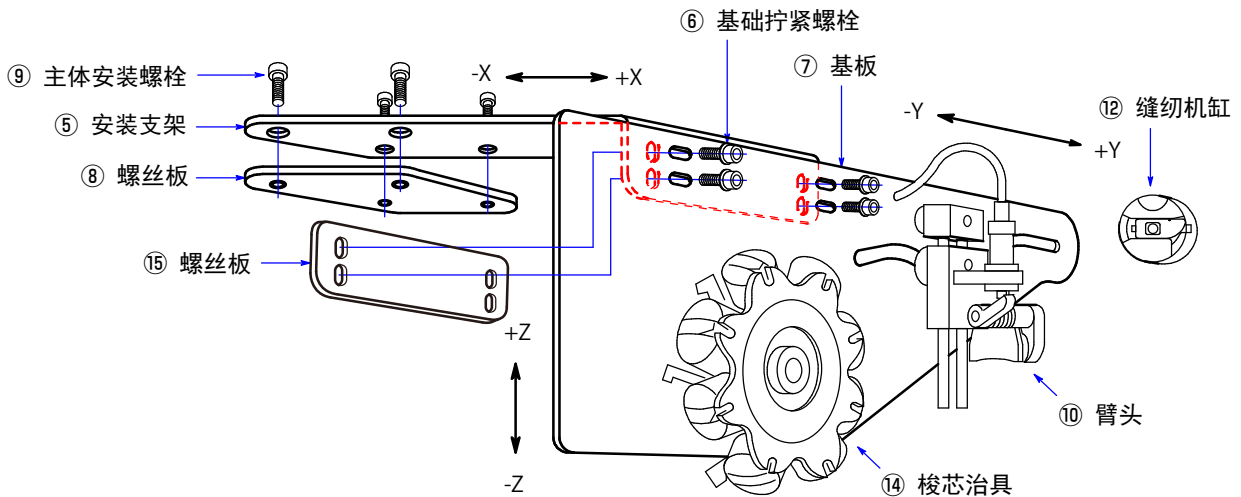 ⑥ 基础拧紧螺栓
⑨ 主体安装螺栓
-X
+X
⑦ 基板
⑤ 安装支架
-Y
+Y
⑫ 缝纫机缸
⑧ 螺丝板
⑮ 螺丝板
+Z
-Z
⑩ 臂头
⑭ 梭芯治具